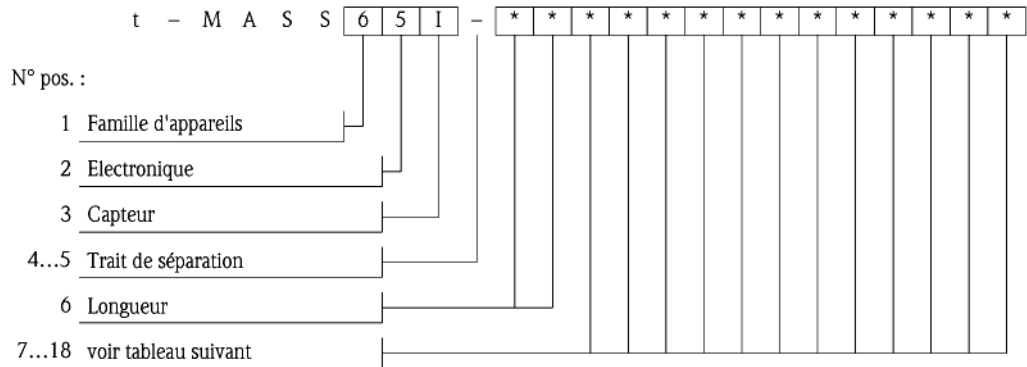 t – M A S S 6 5 I – * * * * * * * * * * * * * *
N° pos. :
1 Famille d'appareils
2 Electronique
3 Capteur
4...5 Trait de séparation
6 Longueur
7...18 voir tableau suivant